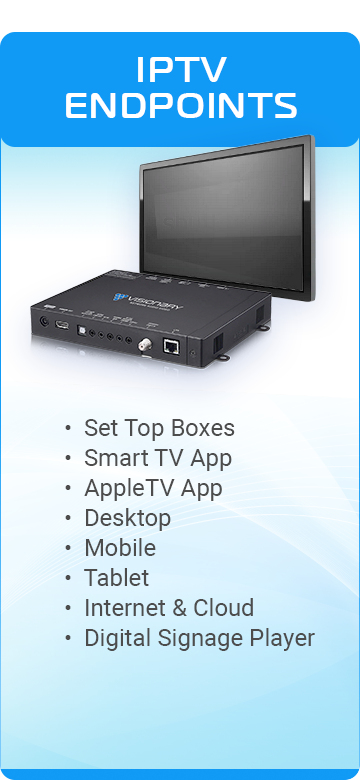 IPTV
ENDPOINTS
VISIONARY
• Set Top Boxes
• Smart TV App
• AppleTV App
• Desktop
• Mobile
• Tablet
• Internet & Cloud
• Digital Signage Player